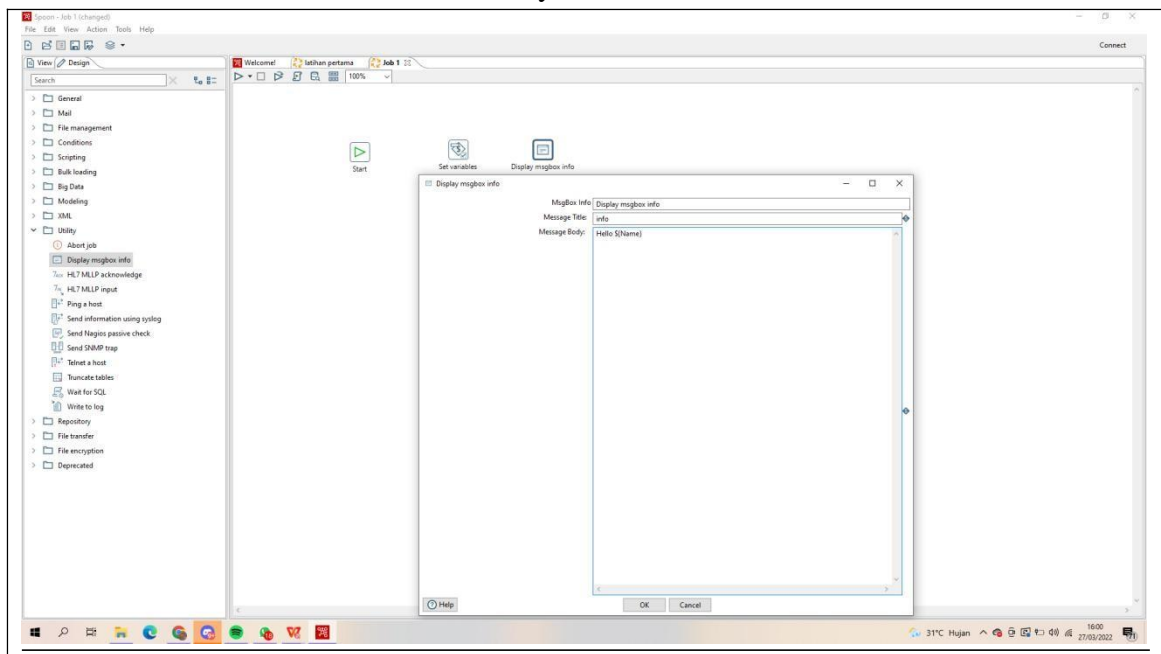 Spoon - Job 1 (changed)
File Edit View Action Tools Help
Connect
View Design
Welcome! latihan pertama Job 1
Search
100%
General
Mail
File management
Conditions
Scripting
Bulk loading
Big Data
Modeling
XML
Utility
Abort job
Display msgbox info
HL7 MLLP acknowledge
HL7 MLLP input
Ping a host
Send information using syslog
Send Nagios passive check
Send SNMP trap
Telnet a host
Truncate tables
Wait for SQL
Write to log
Repository
File transfer
File encryption
Deprecated
Start
Set variables
Display msgbox info
Display msgbox info
MsgBox Info Display msgbox info
Message Title: info
Message Body: Hello ${Name}
Help
OK Cancel
31°C Hujan
16:00
27/03/2022